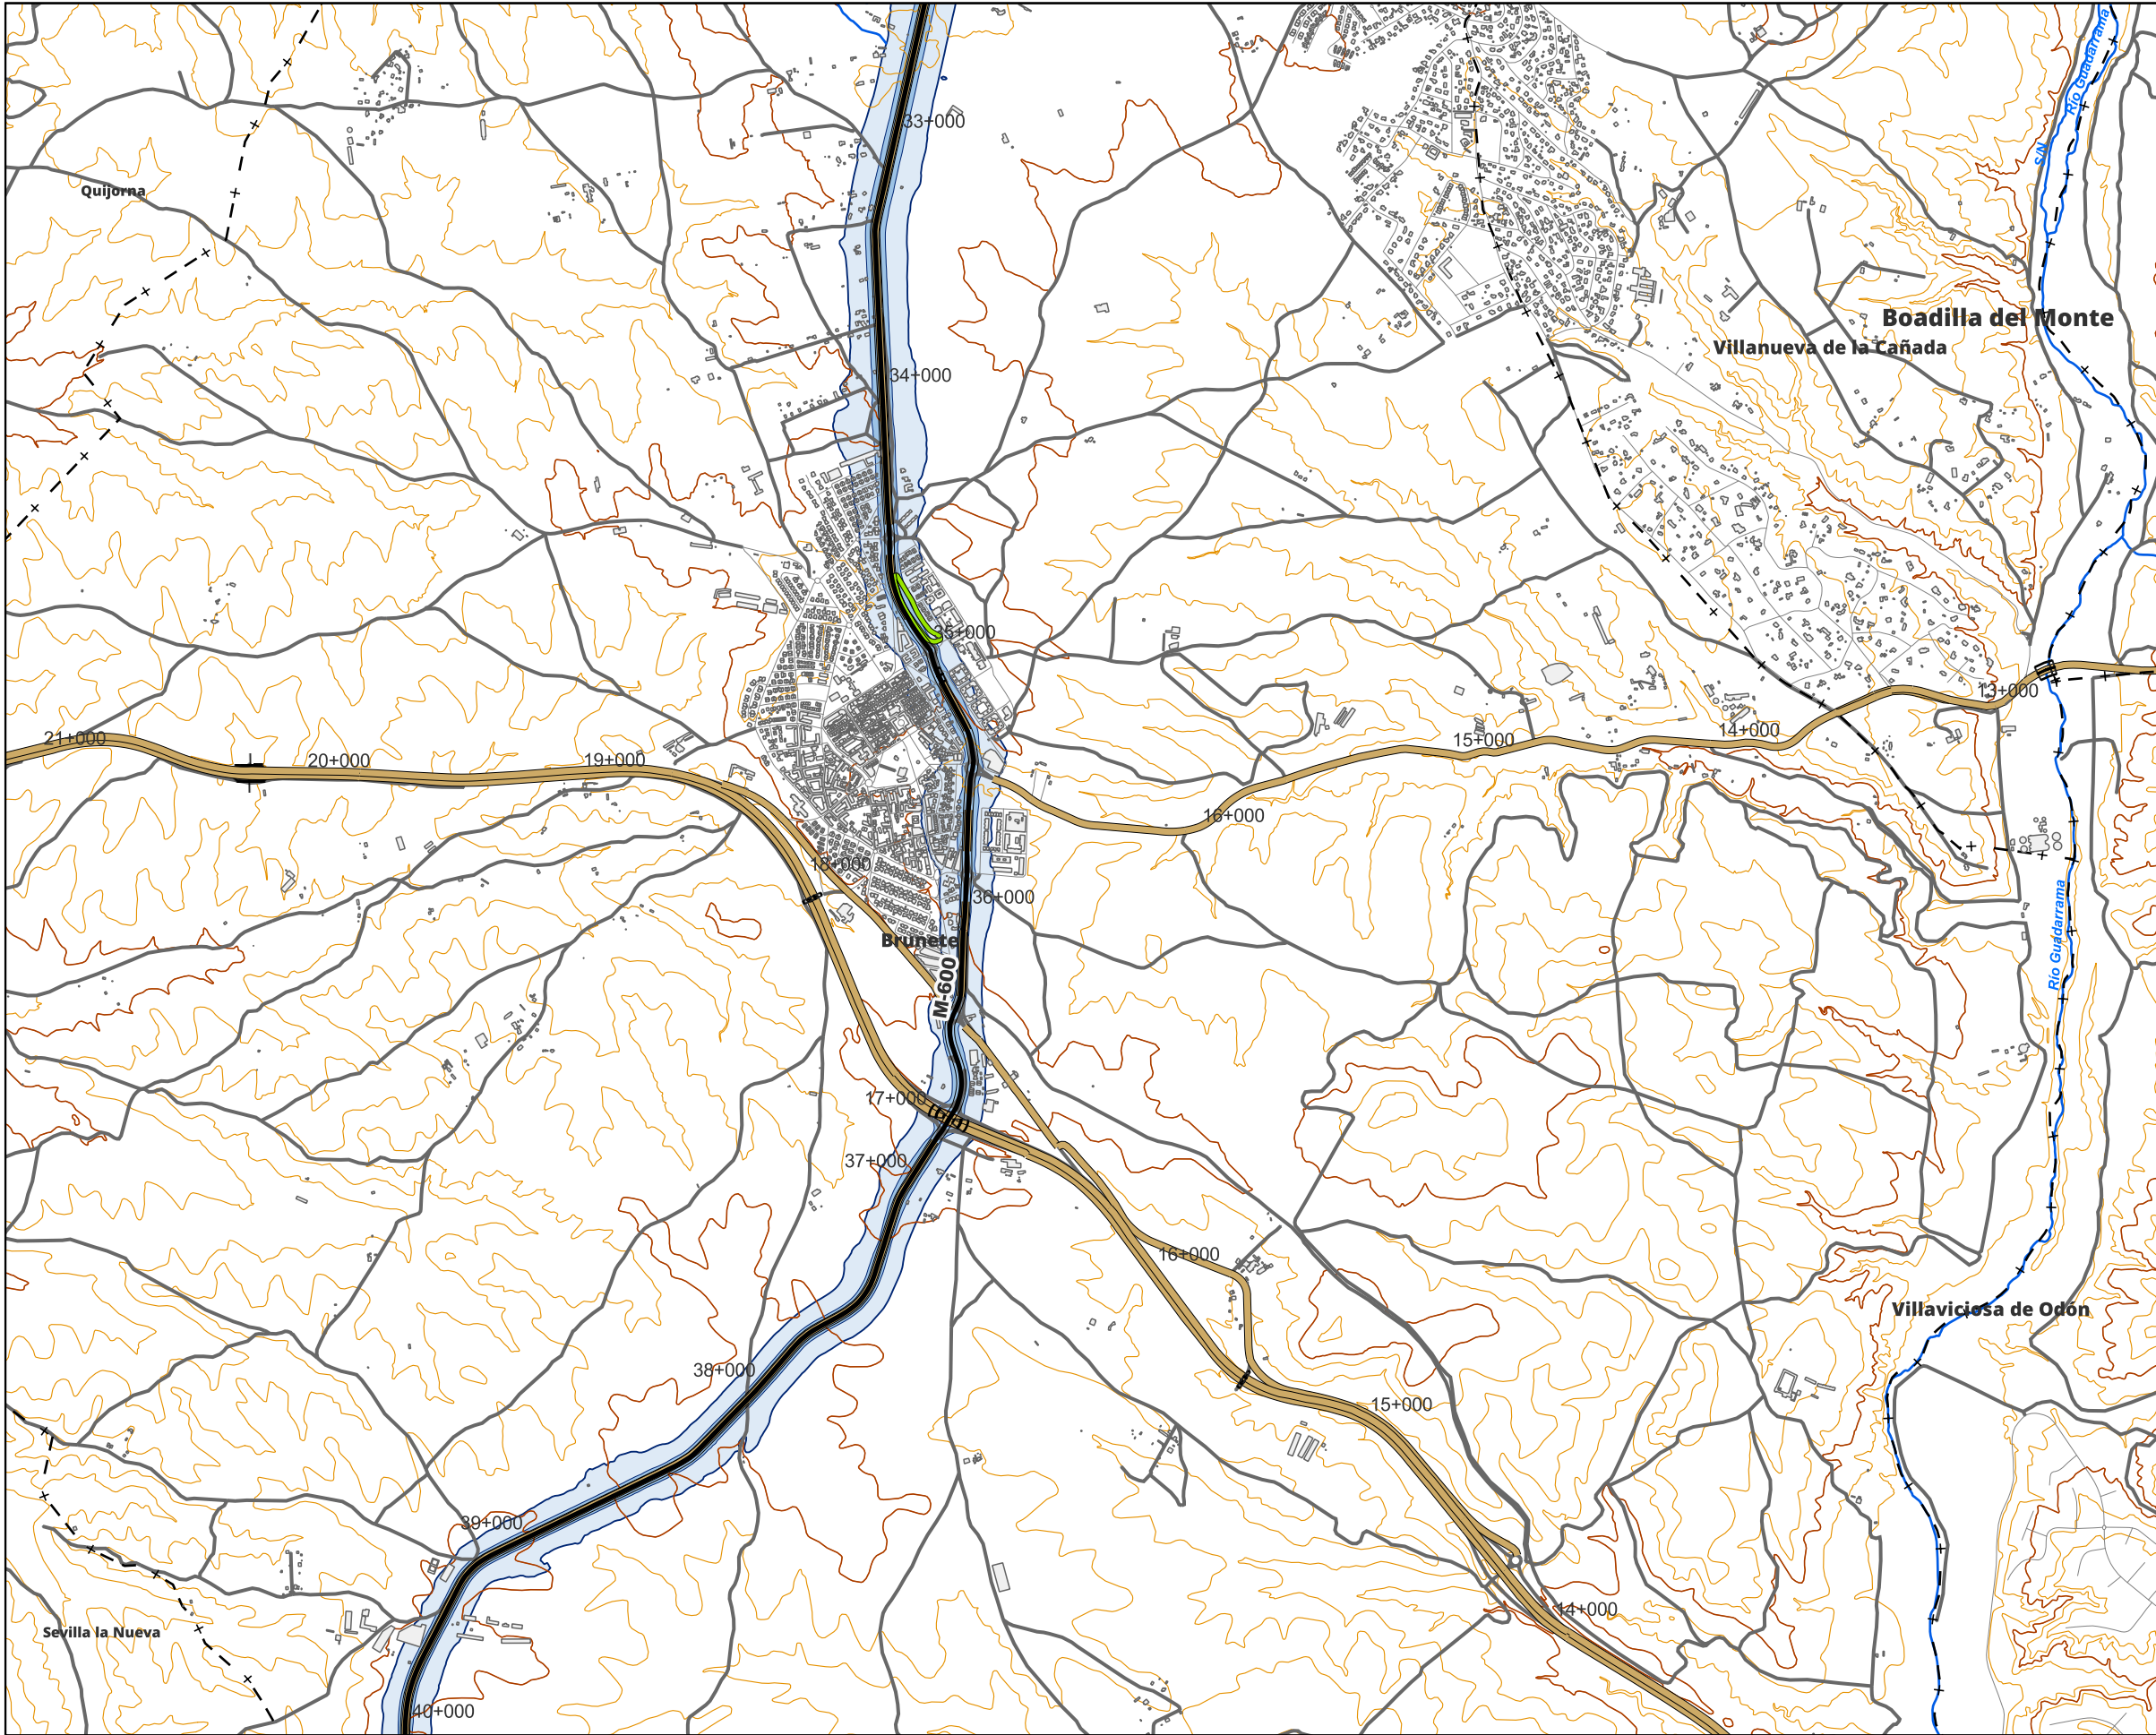 Río Guadarrama
33+000
S/N
Quijorna
Boadilla del Monte
Villanueva de la Cañada
34+000
35+000
13+000
14+000
15+000
21+000
20+000
19+000
16+000
18+000
36+000
Brunete
Río Guadarrama
M-600
17+000
37+000
16+000
Villaviciosa de Odón
38+000
15+000
39+000
14+000
Sevilla la Nueva
40+000